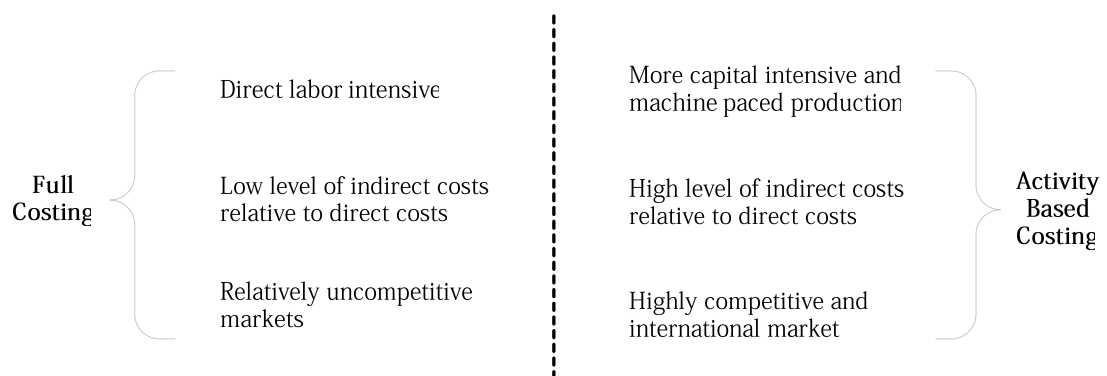 Full
Costing
Direct labor intensive
Low level of indirect costs
relative to direct costs
Relatively uncompetitive
markets
More capital intensive and
machine paced production
High level of indirect costs
relative to direct costs
Highly competitive and
international market
Activity
Based
Costing